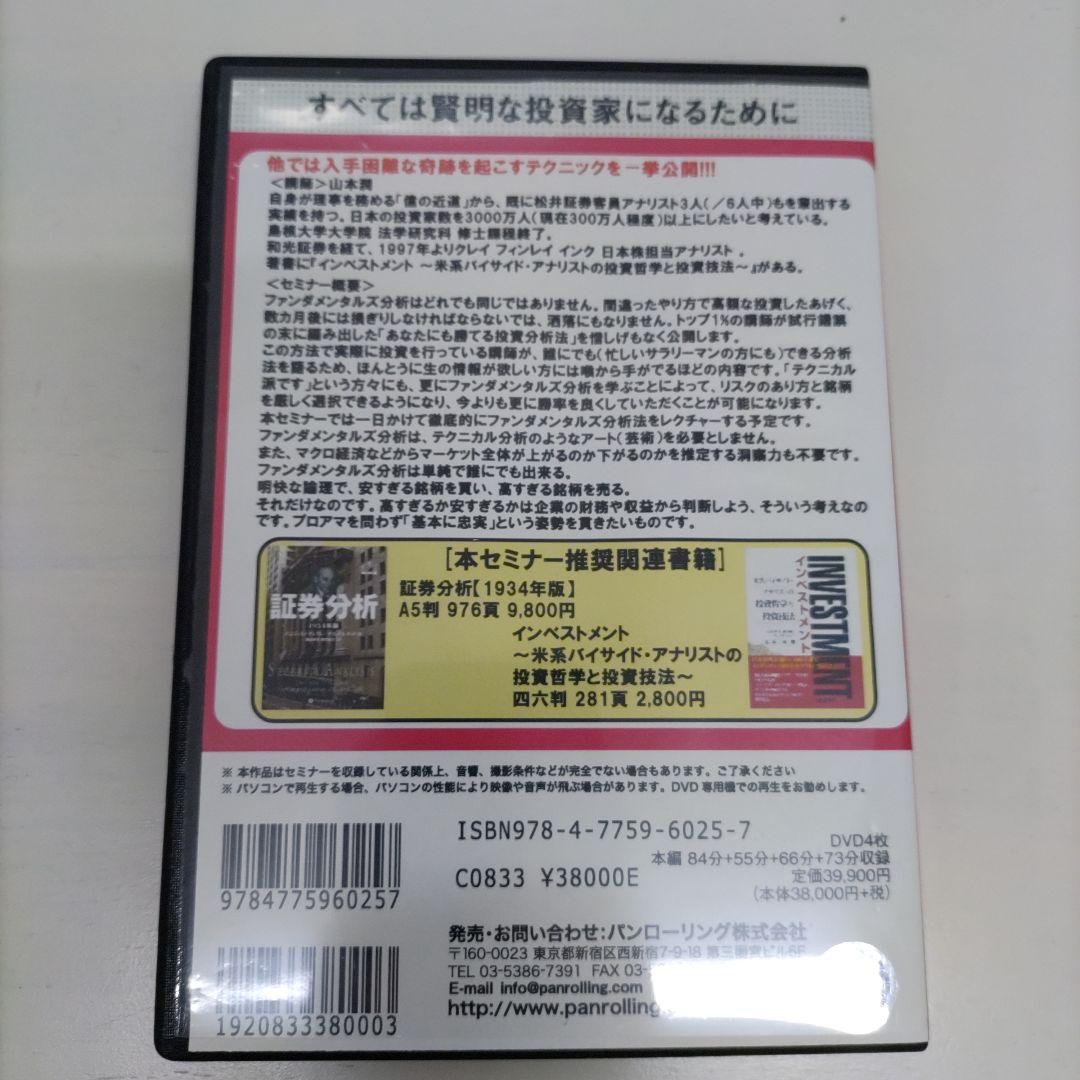 すべては賢明な投資家になるために
他では入手困難な奇跡を起こすテクニックを一挙公開!!!
＜講師＞山本潤
自身が理事を務める「億の近道」から、既に松井証券客員アナリスト3人(／6人中)もを輩出する
実績を持つ。日本の投資家数を3000万人(現在300万人程度)以上にしたいと考えている。
島根大学大学院 法学研究科 修士課程終了。
和光証券を経て、1997年よりクレイ フィンレイ インク 日本株担当アナリスト 。
著書に『インベストメント ～米系バイサイド・アナリストの投資哲学と投資技法～』がある。
＜セミナー概要＞
ファンダメンタルズ分析はどれでも同じではありません。間違ったやり方で高額な投資したあげく、
数カ月後には損ぎりしなければならないでは、洒落にもなりません。トップ1％の講師が試行錯誤
の末に編み出した「あなたにも勝てる投資分析法」を惜しげもなく公開します。
この方法で実際に投資を行っている講師が、誰にでも(忙しいサラリーマンの方にも)できる分析
法を語るため、ほんとうに生の情報が欲しい方には喉から手がでるほどの内容です。「テクニカル
派です」という方々にも、更にファンダメンタルズ分析を学ぶことによって、リスクのあり方と銘柄
を厳しく選択できるようになり、今よりも更に勝率を良くしていただくことが可能になります。
本セミナーでは一日かけて徹底的にファンダメンタルズ分析法をレクチャーする予定です。
ファンダメンタルズ分析は、テクニカル分析のようなアート(芸術)を必要としません。
また、マクロ経済などからマーケット全体が上がるのか下がるのかを推定する洞察力も不要です。
ファンダメンタルズ分析は単純で誰にでも出来る。
明快な論理で、安すぎる銘柄を買い、高すぎる銘柄を売る。
それだけなのです。高すぎるか安すぎるかは企業の財務や収益から判断しよう、そういう考えなの
です。プロアマを問わず「基本に忠実」という姿勢を貫きたいものです。
[本セミナー推奨関連書籍]
証券分析
1934年版
証券分析【1934年版】
A5判 976頁 9,800円
インベストメント
～米系バイサイド・アナリストの
投資哲学と投資技法～
四六判 281頁 2,800円
INVESTMENT
インベストメント
投資哲学と
投資技法
※ 本作品はセミナーを収録している関係上、音響、撮影条件などが完全でない場合もあります。ご了承ください
※ パソコンで再生する場合、パソコンの性能により映像や音声が飛ぶ場合があります。DVD専用機での再生をお勧めします。
ISBN978-4-7759-6025-7
C0833 ¥38000E
9784775960257
1920833380003
DVD4枚
本編 84分+55分+66分+73分収録
定価39,900円
(本体38,000円+税)
発売・お問い合わせ：パンローリング株式会社
〒160-0023 東京都新宿区西新宿7-9-18 第三雨宮ビル6F
TEL 03-5386-7391 FAX 03-5
E-mail info@panrolling.com
http://www.panrolling.